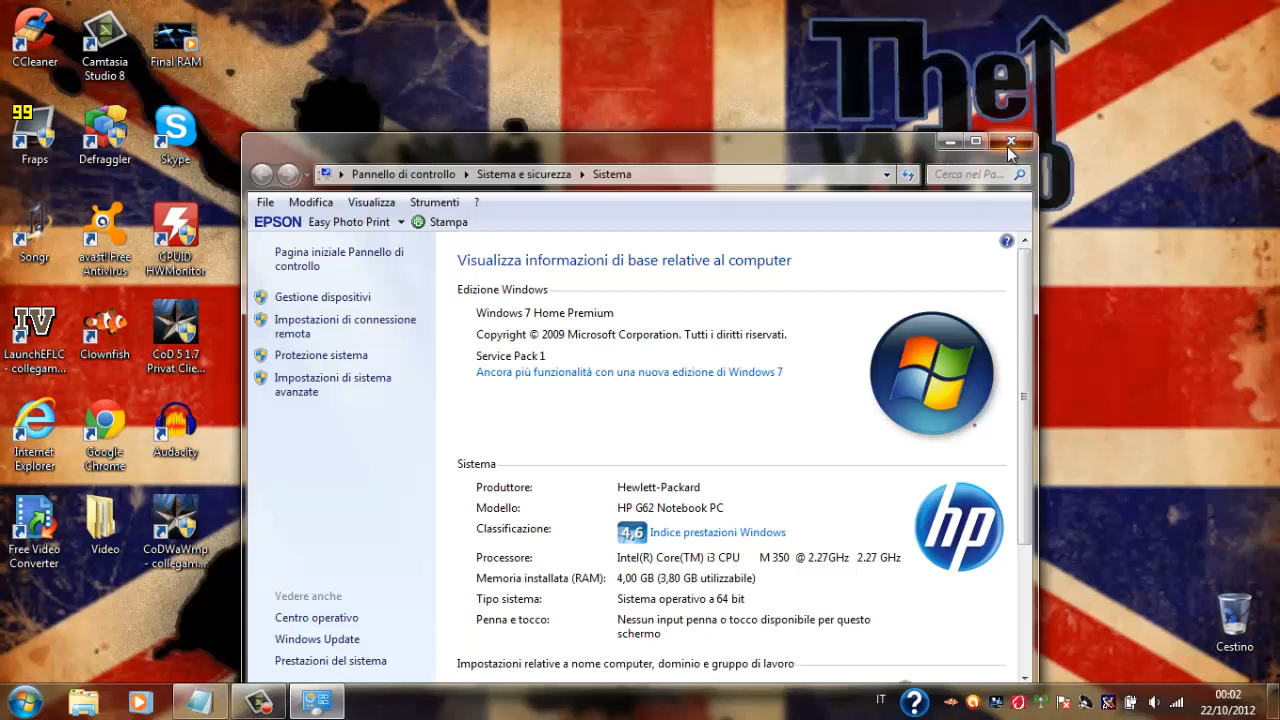 CCleaner
Camtasia Studio 8
Final RAM
99
Fraps
Defraggler
Skype
Songr
avast! Free Antivirus
CPUID HWMonitor
IV
LaunchEFLC - collegam...
Clownfish
CoD 5 1.7 Privat Clie...
Internet Explorer
Google Chrome
Audacity
Free Video Converter
Video
CoDWaWmp - collegam...
The
Pannello di controllo
Sistema e sicurezza
Sistema
Cerca nel Pa...
File Modifica Visualizza Strumenti ?
EPSON Easy Photo Print Stampa
Pagina iniziale Pannello di controllo
Gestione dispositivi
Impostazioni di connessione remota
Protezione sistema
Impostazioni di sistema avanzate
Vedere anche
Centro operativo
Windows Update
Prestazioni del sistema
Visualizza informazioni di base relative al computer
Edizione Windows
Windows 7 Home Premium
Copyright © 2009 Microsoft Corporation. Tutti i diritti riservati.
Service Pack 1
Ancora più funzionalità con una nuova edizione di Windows 7
Sistema
Produttore: Hewlett-Packard
Modello: HP G62 Notebook PC
Classificazione: 4,6 Indice prestazioni Windows
Processore: Intel(R) Core(TM) i3 CPU M 350 @ 2.27GHz 2.27 GHz
Memoria installata (RAM): 4,00 GB (3,80 GB utilizzabile)
Tipo sistema: Sistema operativo a 64 bit
Penna e tocco: Nessun input penna o tocco disponibile per questo
schermo
hp
Impostazioni relative a nome computer, dominio e gruppo di lavoro
Cestino
IT
?
00:02
22/10/2012